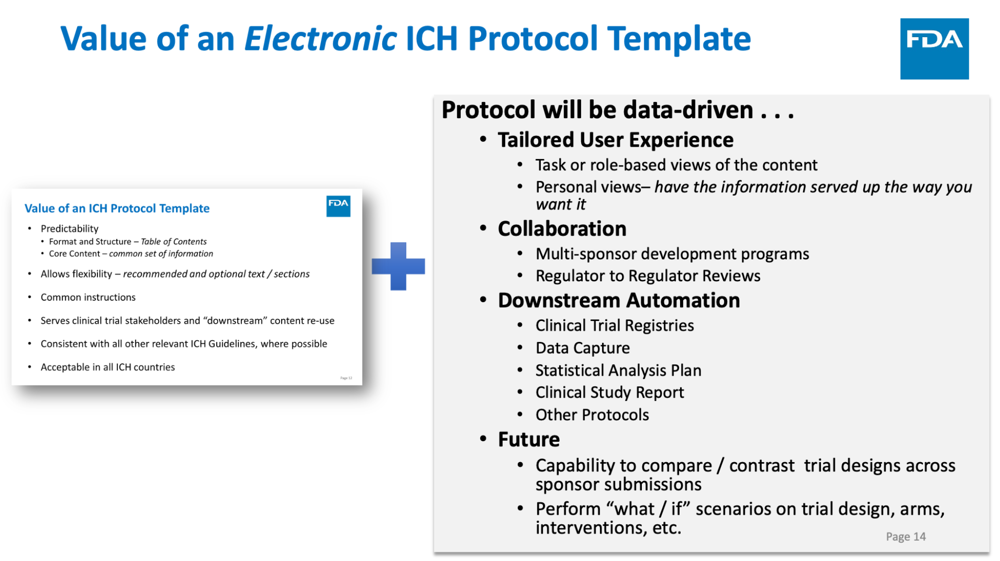 Value of an Electronic ICH Protocol Template
FDA
Value of an ICH Protocol Template
FDA
• Predictability
• Format and Structure – Table of Contents
• Core Content – common set of information
• Allows flexibility – recommended and optional text / sections
• Common instructions
• Serves clinical trial stakeholders and “downstream” content re-use
• Consistent with all other relevant ICH Guidelines, where possible
• Acceptable in all ICH countries
Page 12
Protocol will be data-driven . . .
• Tailored User Experience
• Task or role-based views of the content
• Personal views– have the information served up the way you
want it
• Collaboration
• Multi-sponsor development programs
• Regulator to Regulator Reviews
• Downstream Automation
• Clinical Trial Registries
• Data Capture
• Statistical Analysis Plan
• Clinical Study Report
• Other Protocols
• Future
• Capability to compare / contrast  trial designs across
sponsor submissions
• Perform “what / if” scenarios on trial design, arms,
interventions, etc.
Page 14